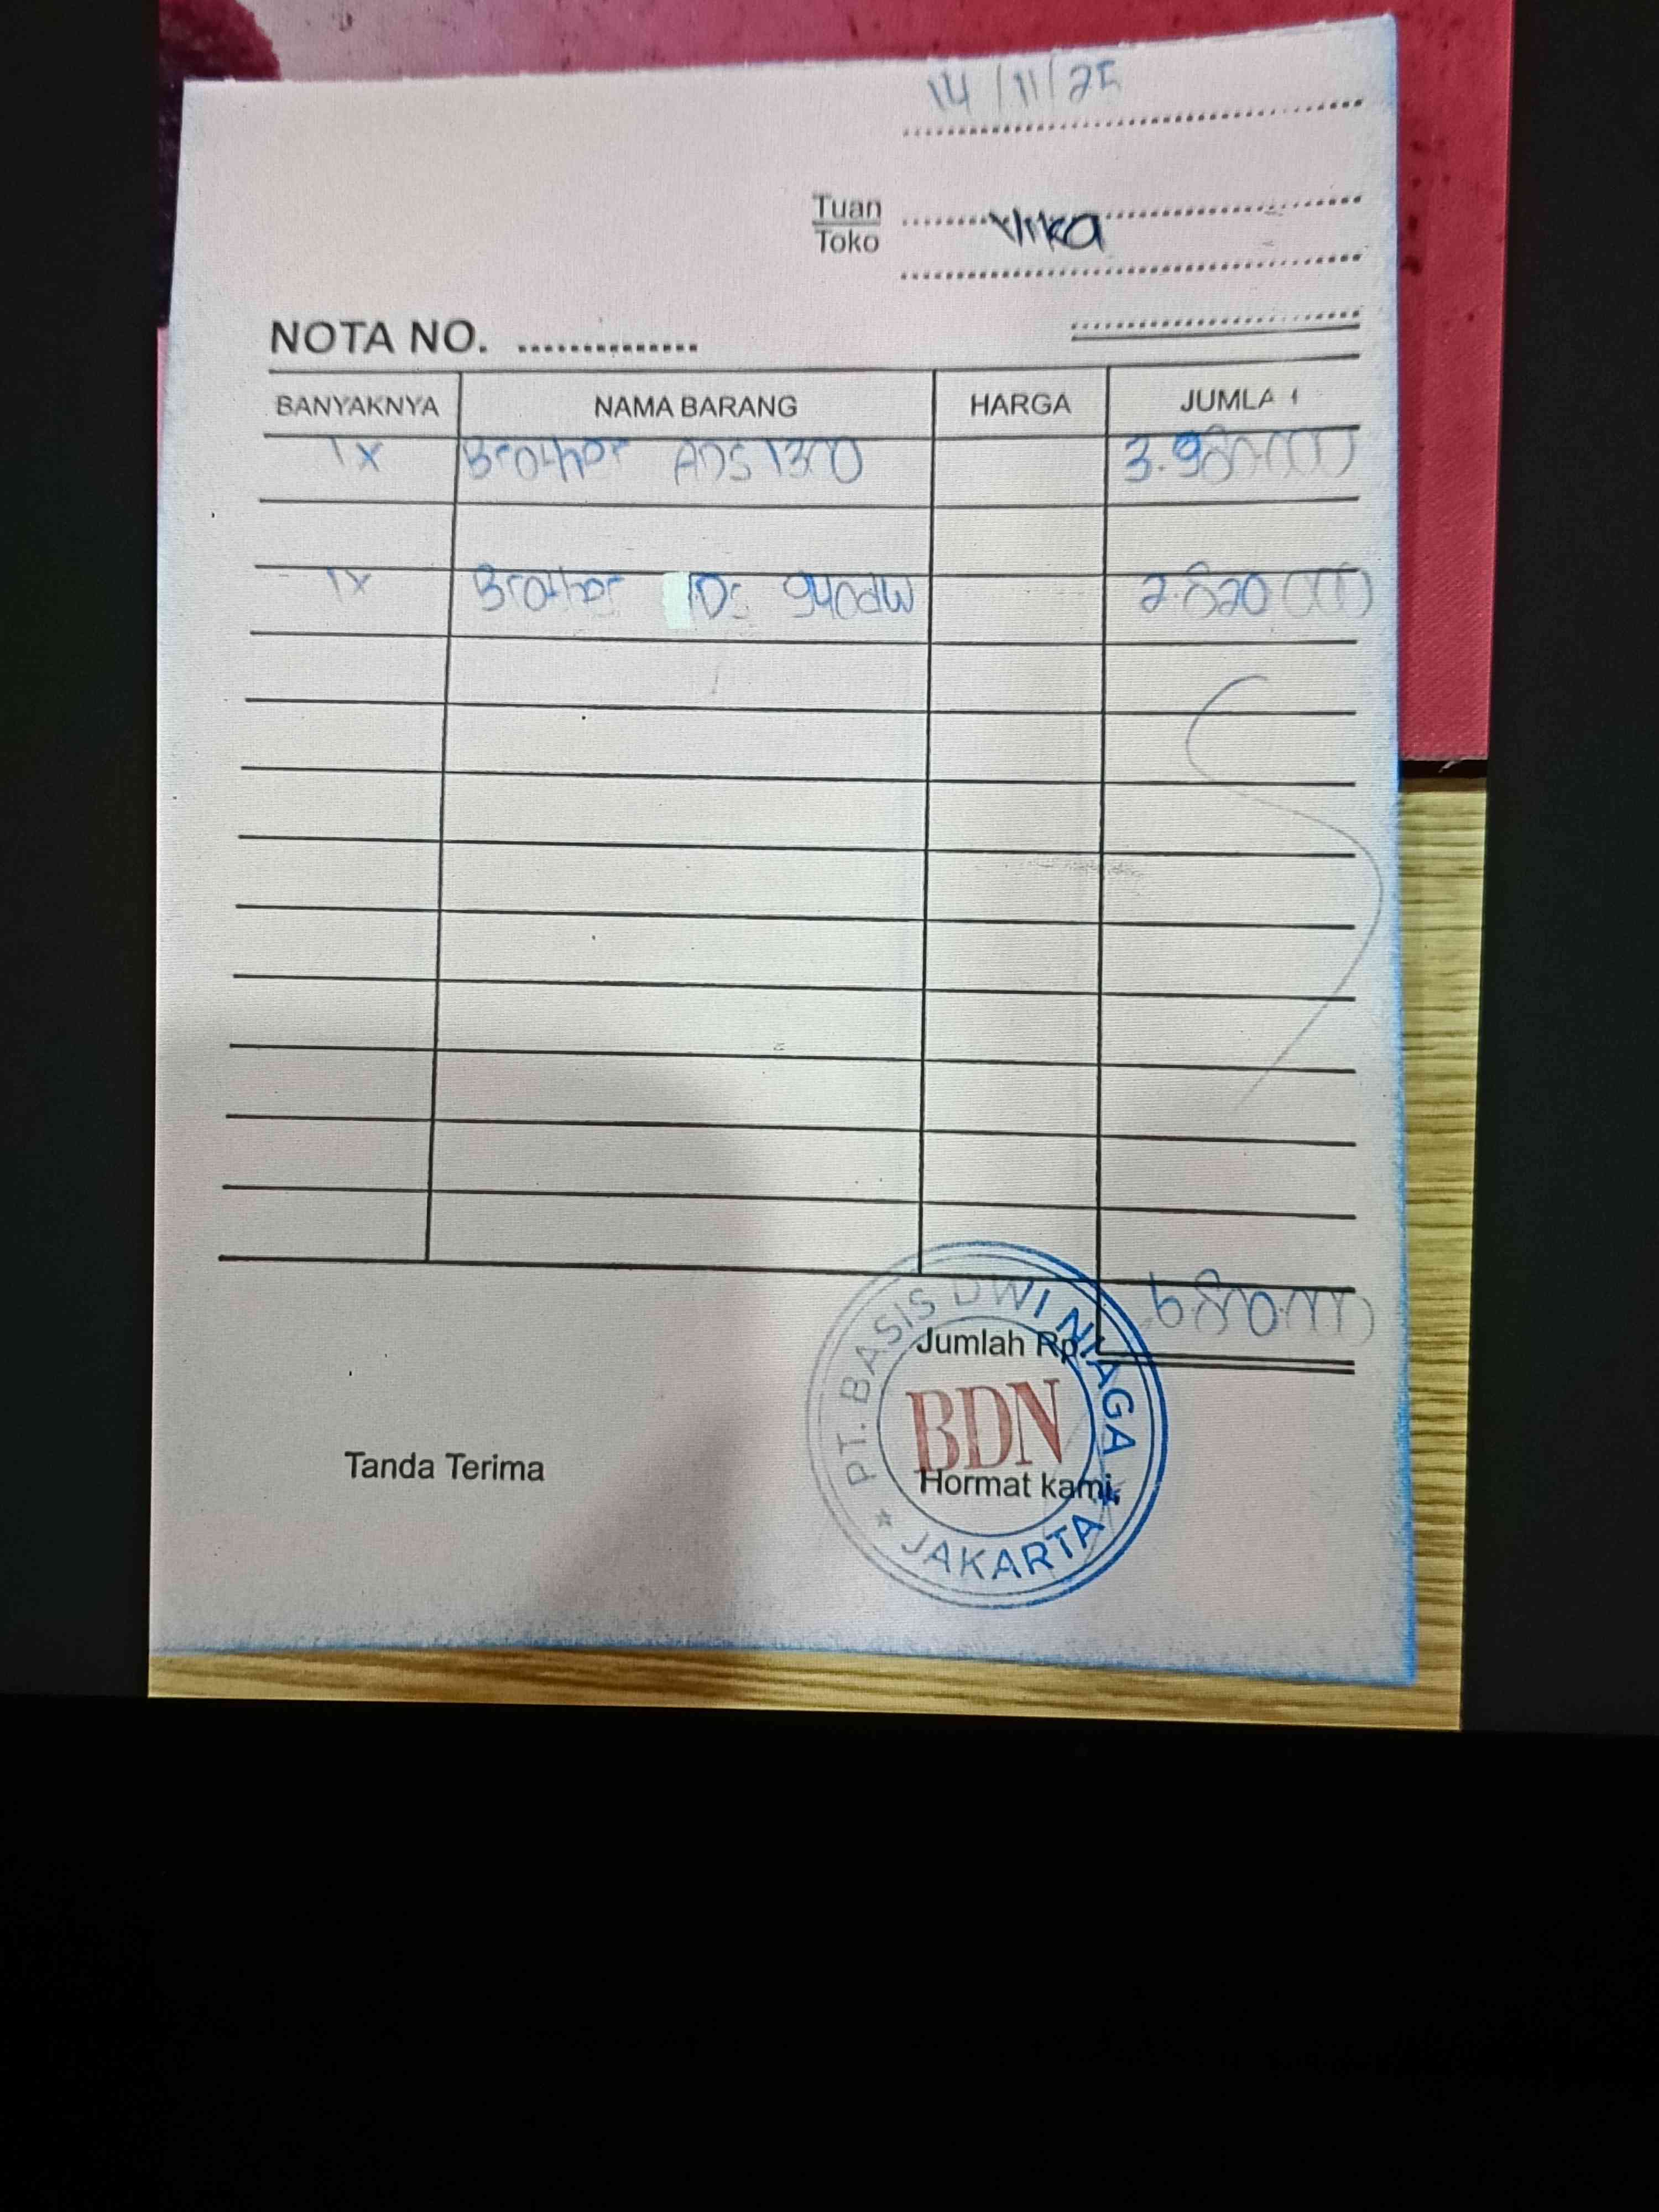 14/11/25
Tuan
Toko
Vika
NOTA NO. ..............
BANYAKNYA NAMA BARANG HARGA JUMLA
1x Brother ADS 1300 3.980.000
1x Brother 2.820.000
6.800.000
Jumlah Rp.
Tanda Terima Hormat kami,
PT. BASIS DWI NIAGA
BDN
JAKARTA